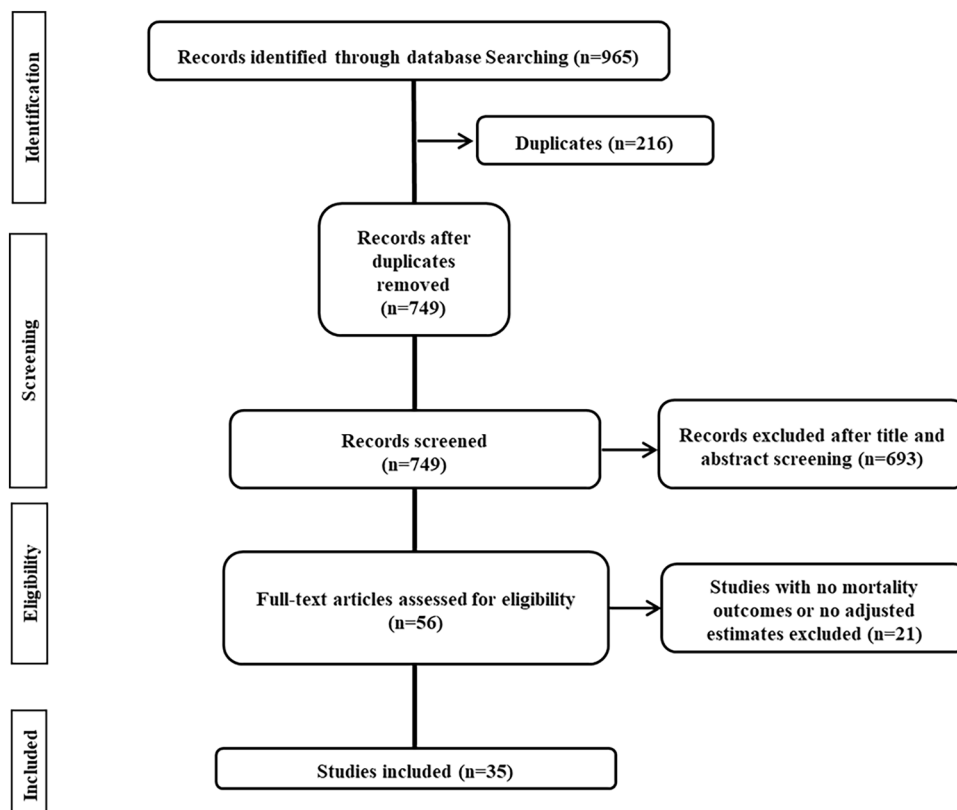 Identification
Records identified through database Searching (n=965)
Duplicates (n=216)
Screening
Records after
duplicates
removed
(n=749)
Records screened
(n=749)
Records excluded after title and
abstract screening (n=693)
Eligibility
Full-text articles assessed for eligibility
(n=56)
Studies with no mortality
outcomes or no adjusted
estimates excluded (n=21)
Included
Studies included (n=35)